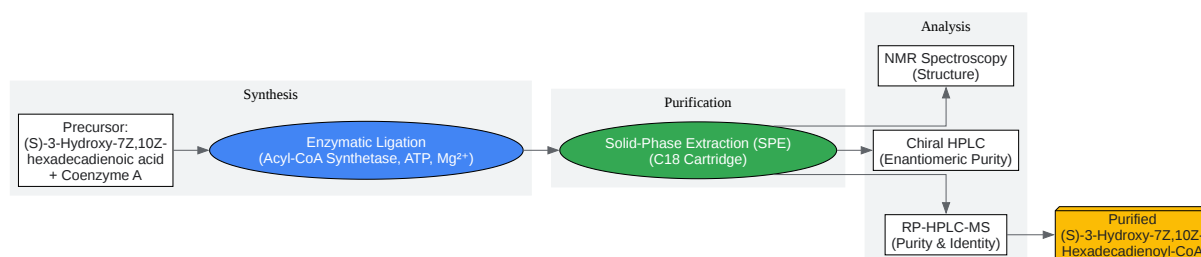 Synthesis
Precursor:
(S)-3-Hydroxy-7Z,10Z-
hexadecadienoic acid
+ Coenzyme A
Enzymatic Ligation
(Acyl-CoA Synthetase, ATP, Mg²⁺)
Purification
Solid-Phase Extraction (SPE)
(C18 Cartridge)
Analysis
NMR Spectroscopy
(Structure)
Chiral HPLC
(Enantiomeric Purity)
RP-HPLC-MS
(Purity & Identity)
Purified
(S)-3-Hydroxy-7Z,10Z-
Hexadecadienoyl-CoA